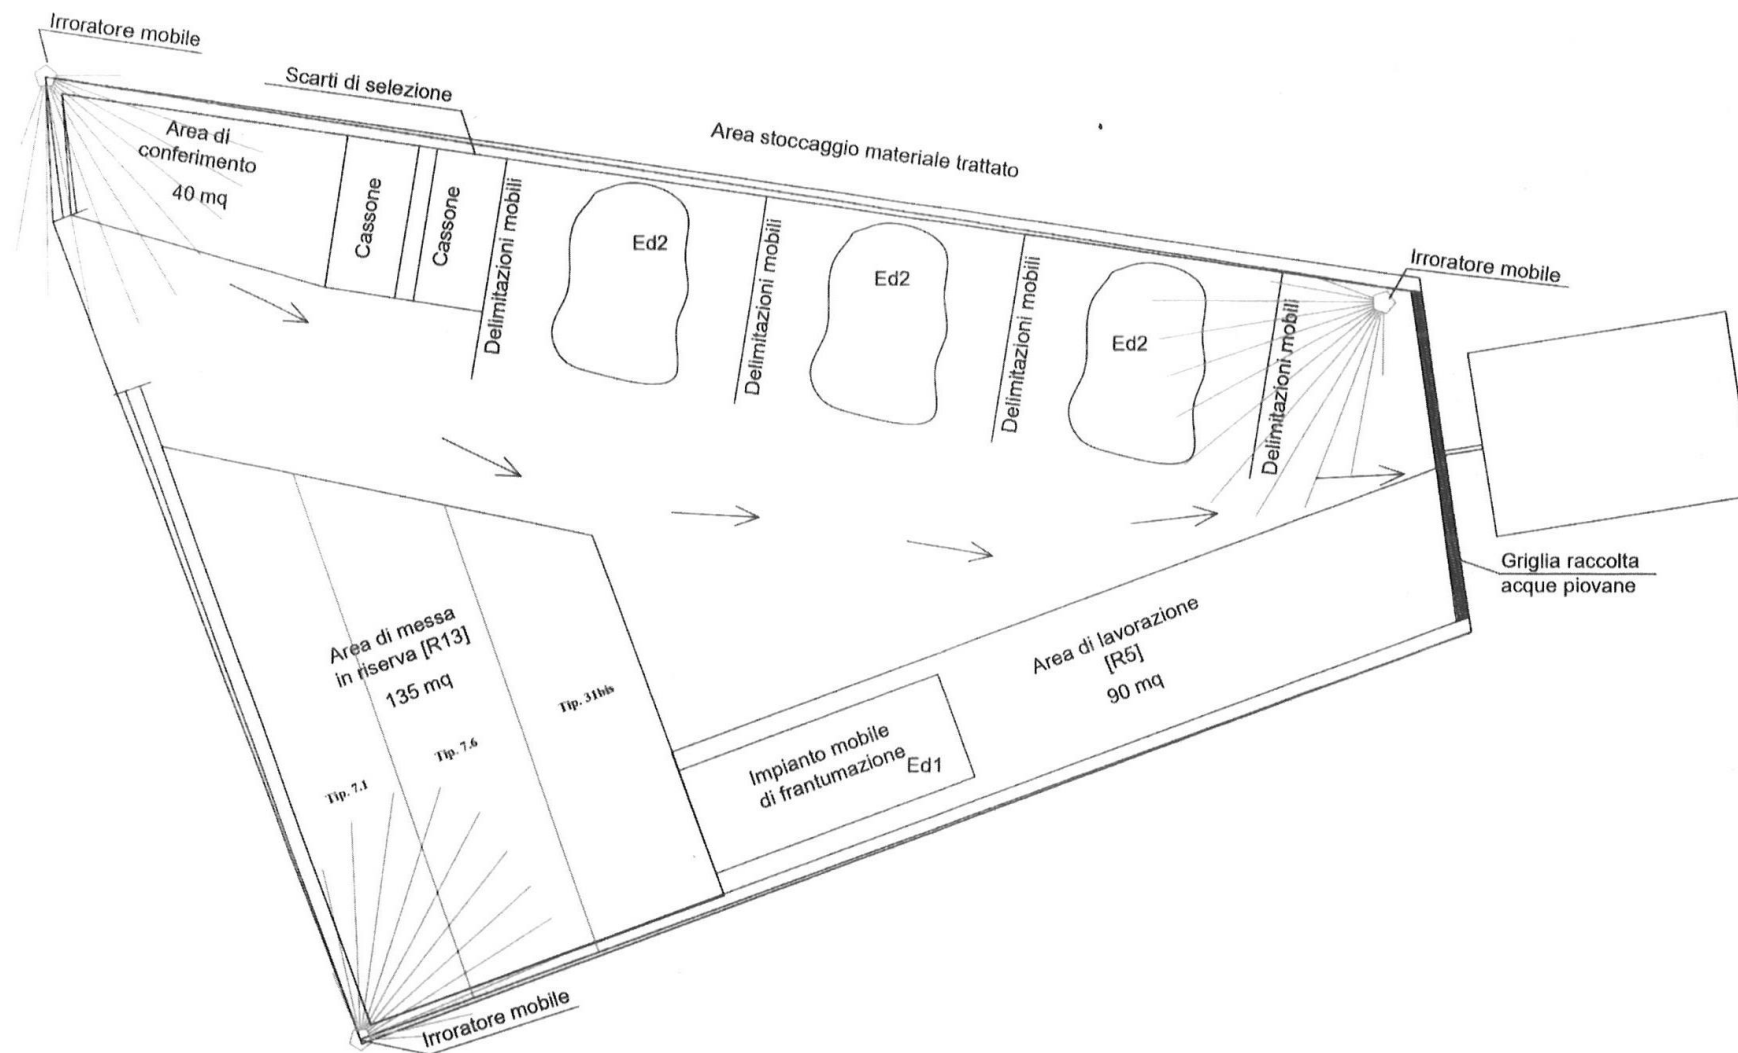 Irroratore mobile
Scarti di selezione
Area stoccaggio materiale trattato
Area di
conferimento
40 mq
Cassone
Cassone
Delimitazioni mobili
Ed2
Delimitazioni mobili
Ed2
Delimitazioni mobili
Ed2
Delimitazioni mobili
Irroratore mobile
Griglia raccolta
acque piovane
Area di messa
in riserva [R13]
135 mq
Tip. 7.1
Tip. 7.6
Tip. 31bis
Area di lavorazione
[R5]
90 mq
Impianto mobile
di frantumazione
Ed1
Irroratore mobile